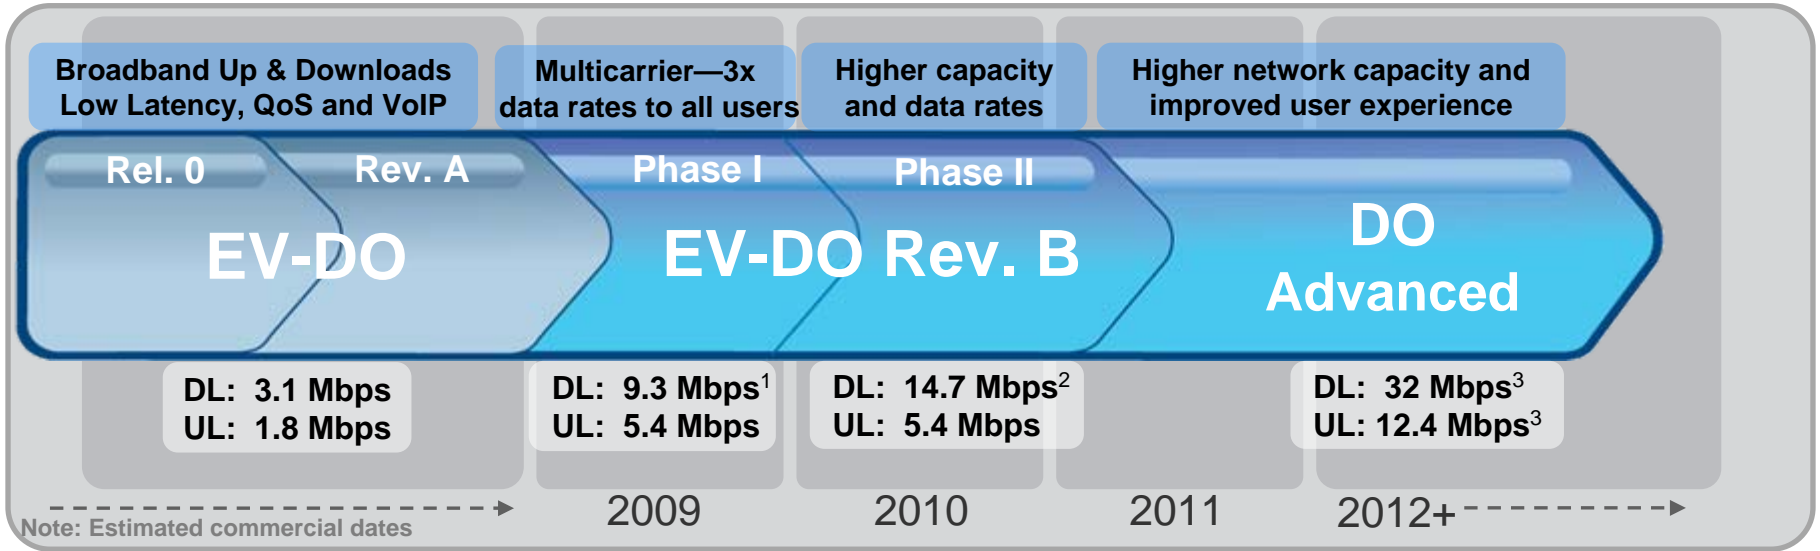 Broadband Up & Downloads
Low Latency, QoS and VoIP
Multicarrier—3x
data rates to all users
Higher capacity
and data rates
Higher network capacity and
improved user experience
Rel. 0
Rev. A
Phase I
Phase II
EV-DO
EV-DO Rev. B
DO
Advanced
DL: 3.1 Mbps
UL: 1.8 Mbps
DL: 9.3 Mbps¹
UL: 5.4 Mbps
DL: 14.7 Mbps²
UL: 5.4 Mbps
DL: 32 Mbps³
UL: 12.4 Mbps³
2009
2010
2011
2012+
Note: Estimated commercial dates